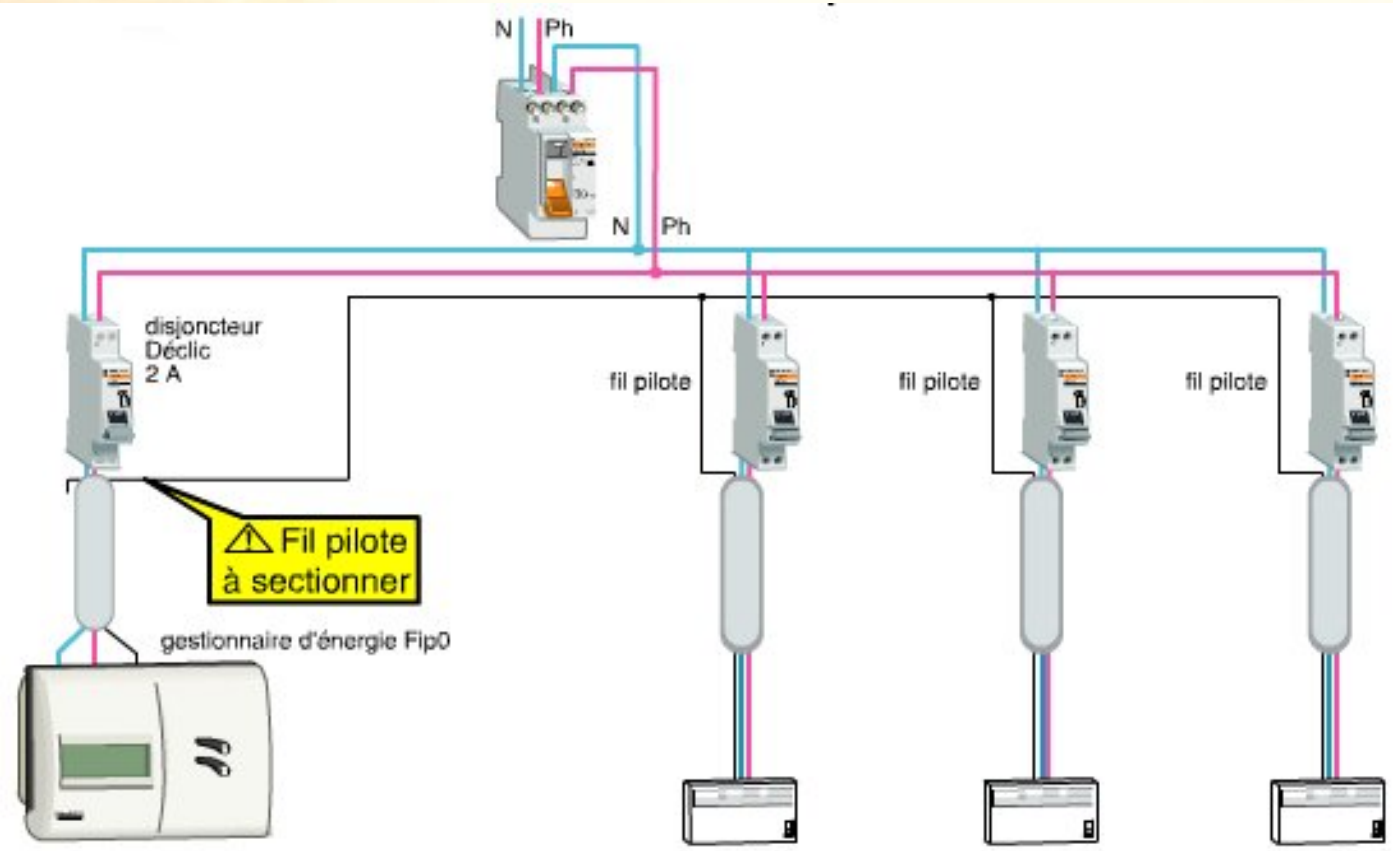 N
Ph
N
Ph
disjoncteur
Déclic
2 A
fil pilote
fil pilote
fil pilote
⚠ Fil pilote
à sectionner
gestionnaire d'énergie Fip0